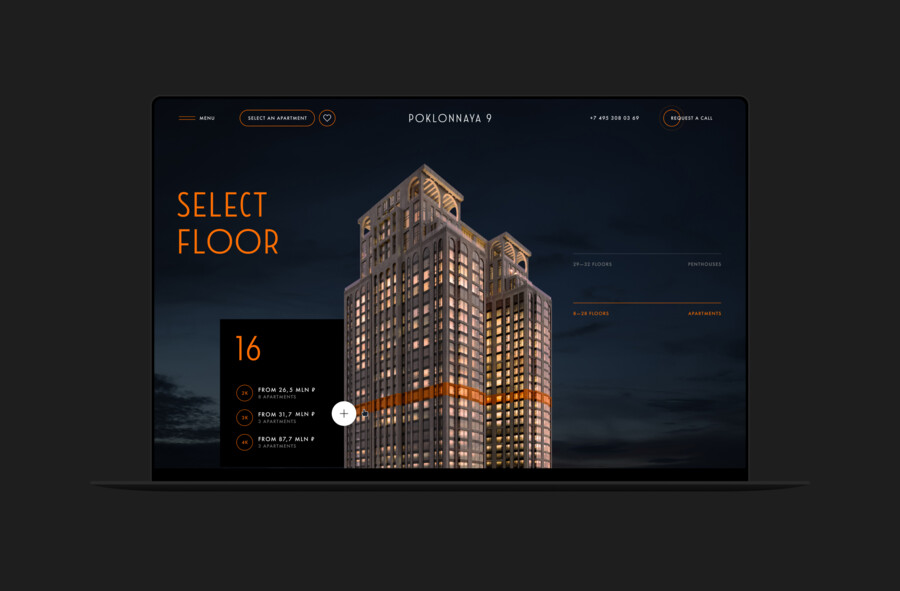 MENU
SELECT AN APARTMENT
POKLONNAYA 9
+7 495 308 03 69
REQUEST A CALL
SELECT
FLOOR
29—32 FLOORS
PENTHOUSES
8—28 FLOORS
APARTMENTS
16
2K
FROM 26,5 MLN ₽
8 APARTMENTS
3K
FROM 31,7 MLN ₽
3 APARTMENTS
4K
FROM 87,7 MLN ₽
2 APARTMENTS